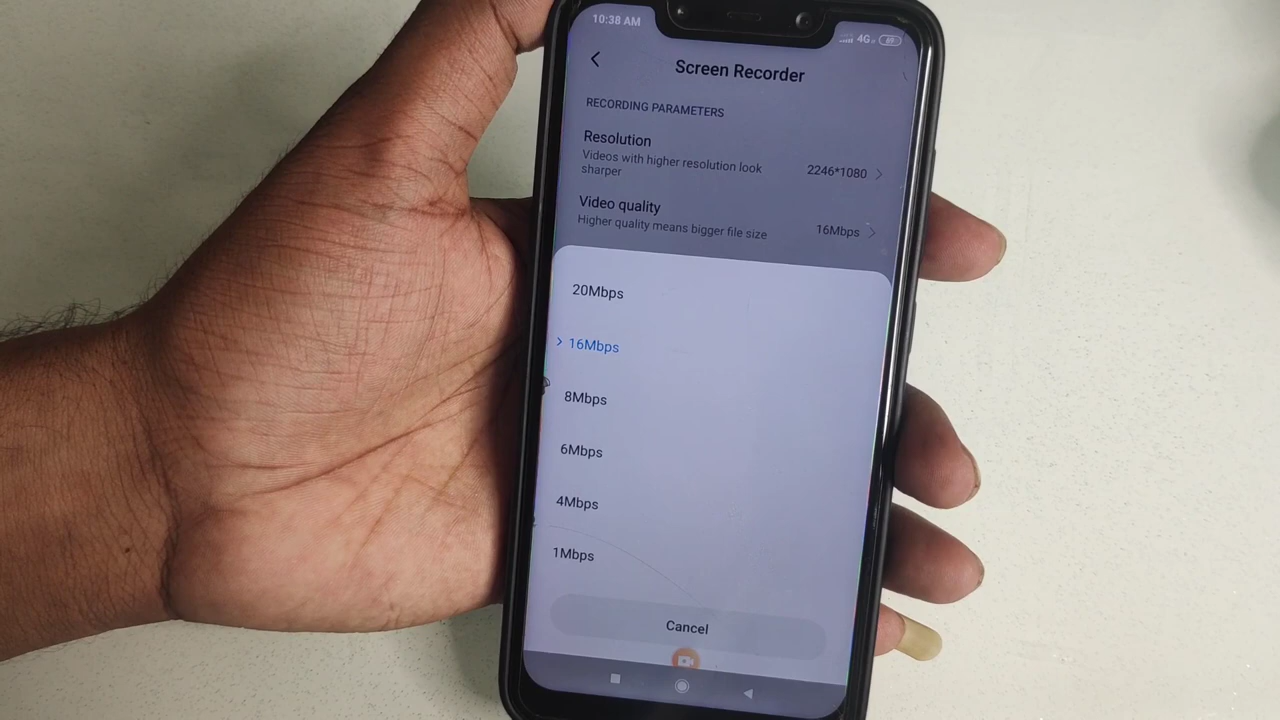 10:38 AM
4G
69
Screen Recorder
RECORDING PARAMETERS
Resolution
Videos with higher resolution look
sharper
2246*1080
Video quality
Higher quality means bigger file size
16Mbps
20Mbps
16Mbps
8Mbps
6Mbps
4Mbps
1Mbps
Cancel